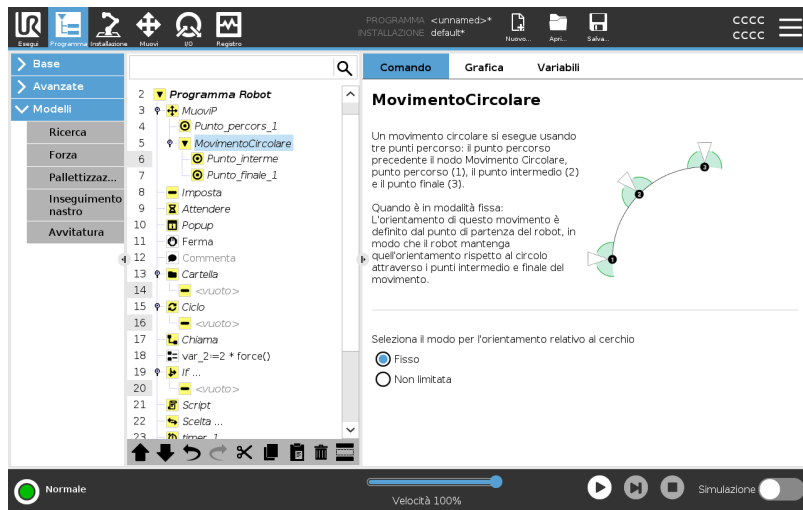 UR
PROGRAMMA <unnamed>*
INSTALLAZIONE default*
Esegui Programma Installazione Muovi I/O Registro
Nuovo... Apri... Salva...
cccc
cccc
Base
Avanzate
Modelli
Ricerca
Forza
Pallettizzaz...
Inseguimento
nastro
Avvitatura
2 Programma Robot
3 MuoviP
4 Punto_percors_1
5 MovimentoCircolare
6 Punto_interme
7 Punto_finale_1
8 Imposta
9 Attendere
10 Popup
11 Ferma
12 Commenta
13 Cartella
14 <vuoto>
15 Ciclo
16 <vuoto>
17 Chiama
18 var_2:=2 * force()
19 If ...
20 <vuoto>
21 Script
22 Scelta ...
23 timer_1
Comando Grafica Variabili
MovimentoCircolare
Un movimento circolare si esegue usando
tre punti percorso: il punto percorso
precedente il nodo Movimento Circolare,
punto percorso (1), il punto intermedio (2)
e il punto finale (3).
Quando è in modalità fissa:
L'orientamento di questo movimento è
definito dal punto di partenza del robot, in
modo che il robot mantenga
quell'orientamento rispetto al circolo
attraverso i punti intermedio e finale del
movimento.
1
2
3
Seleziona il modo per l'orientamento relativo al cerchio
Fisso
Non limitata
Normale
Velocità 100%
Simulazione